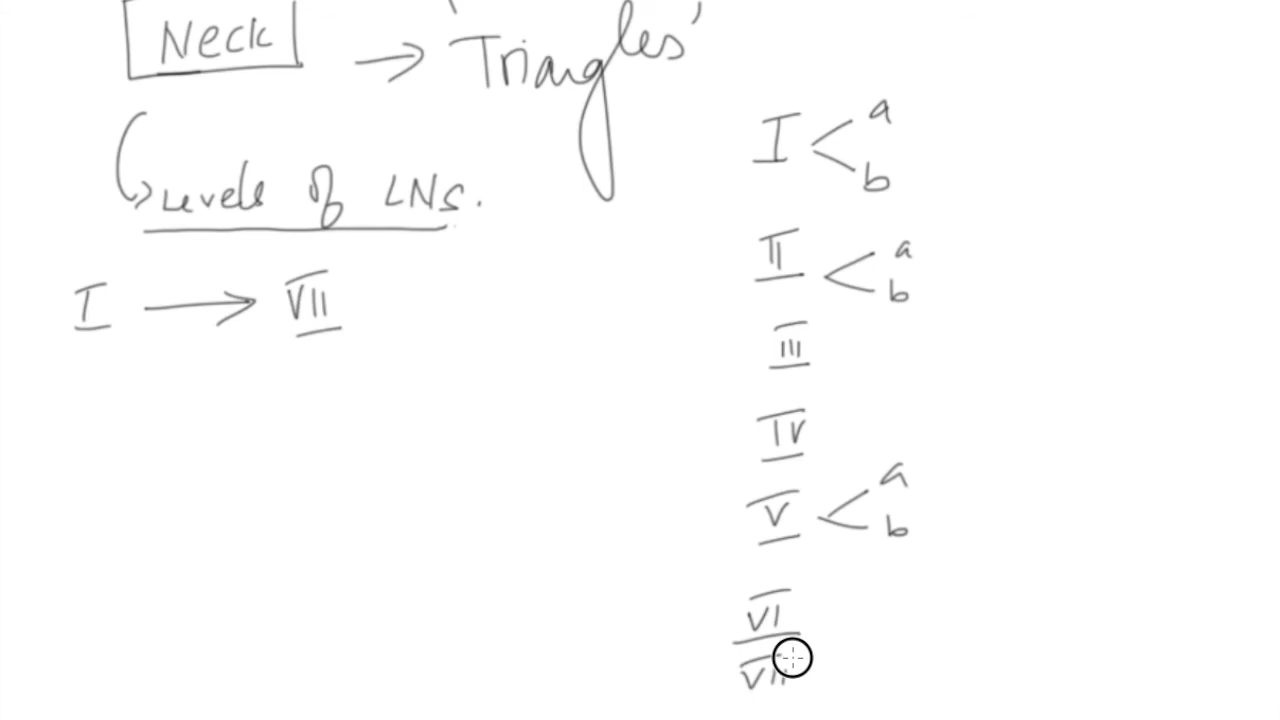 Neck → 'Triangles'
Levels of LNs.
I → VII
I < a
b
II < a
b
III
IV
V < a
b
VI
VII